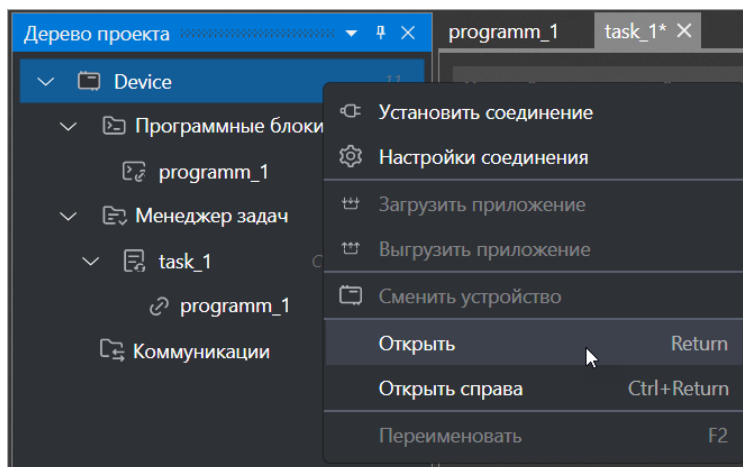 Дерево проекта
programm_1
task_1*
Device
11
Программные блоки
programm_1
Менеджер задач
task_1
programm_1
Коммуникации
Установить соединение
Настройки соединения
Загрузить приложение
Выгрузить приложение
Сменить устройство
Открыть Return
Открыть справа Ctrl+Return
Переименовать F2